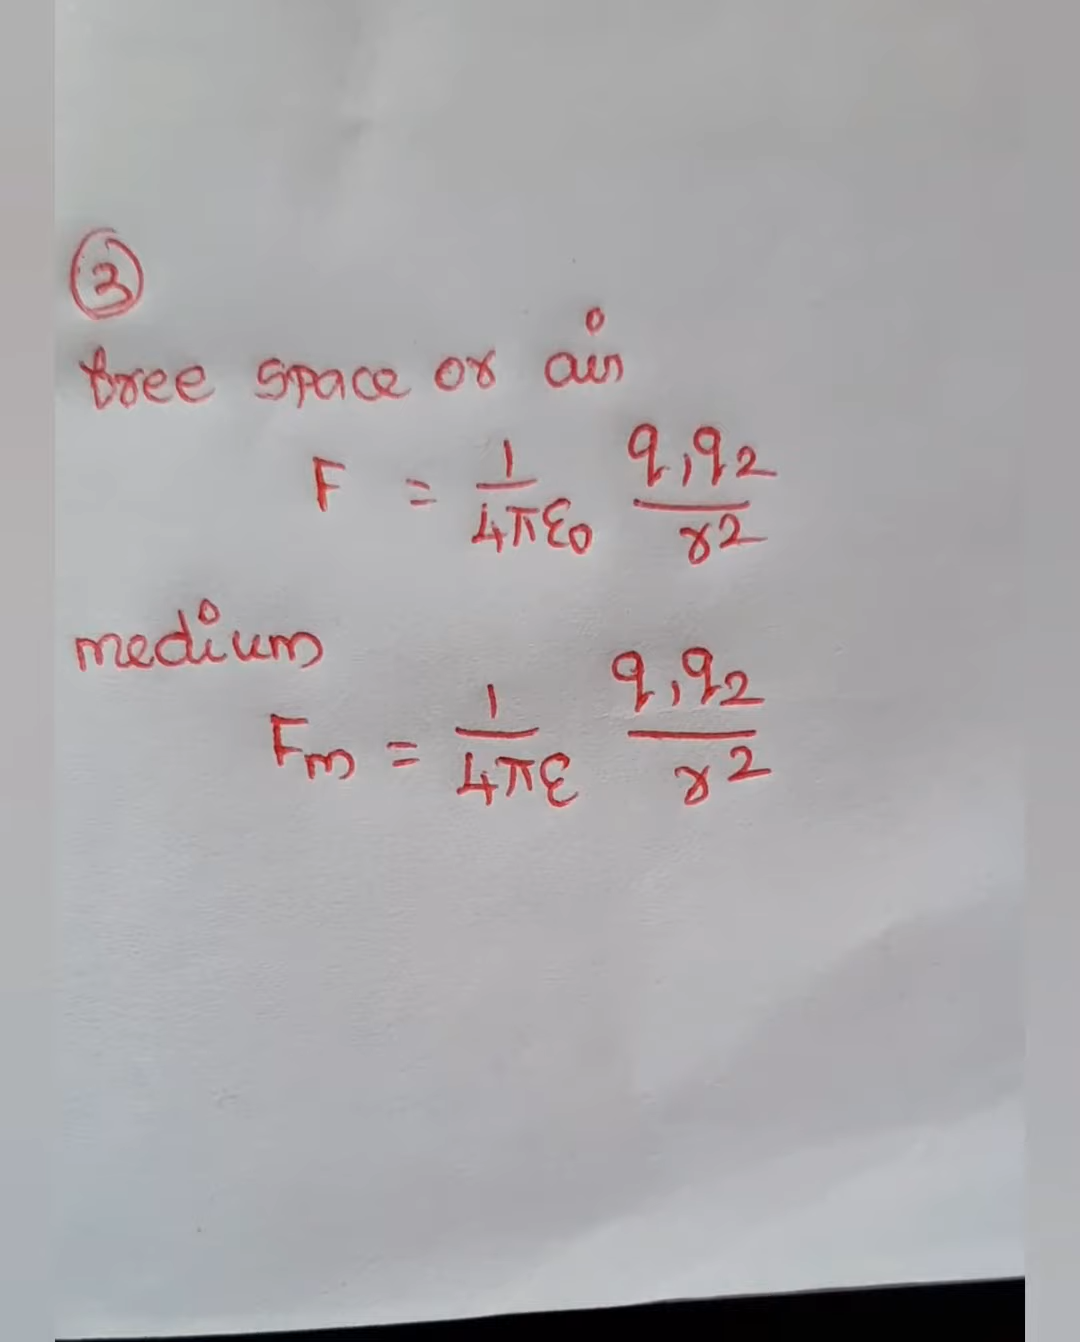 ③
free space or air
F = 1/4πε₀ q₁q₂/r²
medium
Fm = 1/4πε q₁q₂/r²